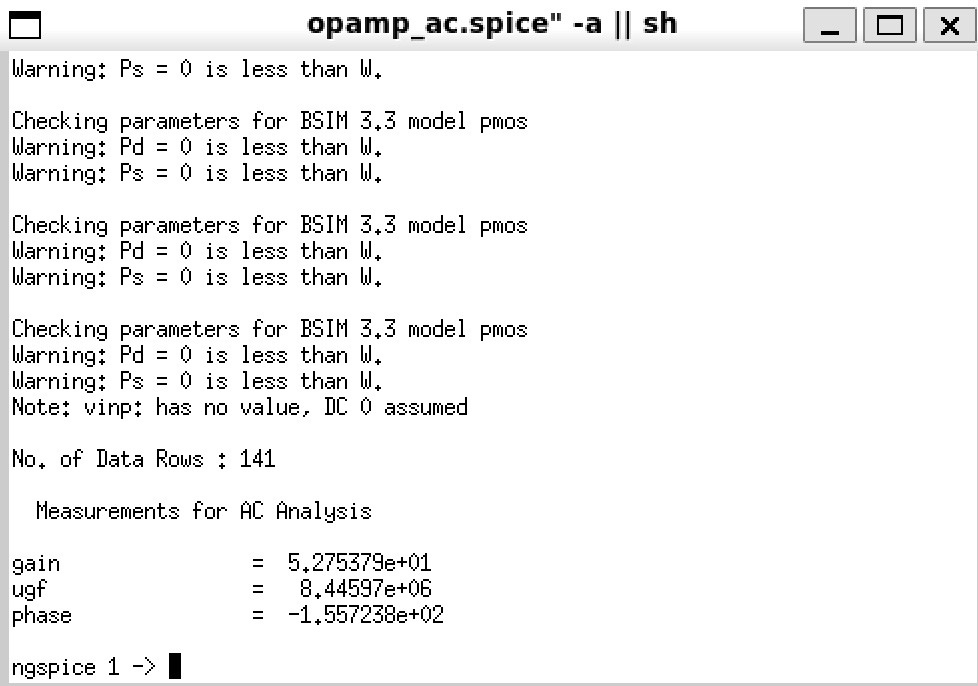 opamp_ac.spice" -a || sh
Warning: Ps = 0 is less than W.
Checking parameters for BSIM 3.3 model pmos
Warning: Pd = 0 is less than W.
Warning: Ps = 0 is less than W.
Checking parameters for BSIM 3.3 model pmos
Warning: Pd = 0 is less than W.
Warning: Ps = 0 is less than W.
Checking parameters for BSIM 3.3 model pmos
Warning: Pd = 0 is less than W.
Warning: Ps = 0 is less than W.
Note: vinp: has no value, DC 0 assumed
No. of Data Rows : 141
Measurements for AC Analysis
gain = 5.275379e+01
ugf = 8.44597e+06
phase = -1.557238e+02
ngspice 1 ->